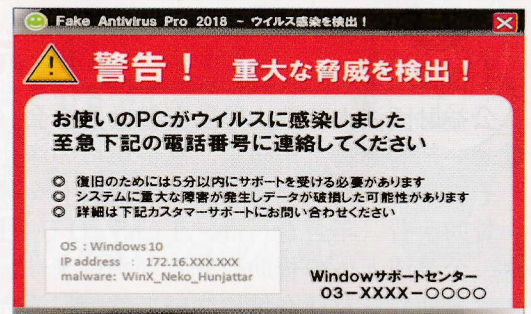 Fake Antivirus Pro 2018 ~ ウイルス感染を検出！
警告！ 重大な脅威を検出！
お使いのPCがウイルスに感染しました
至急下記の電話番号に連絡してください
◎ 復旧のためには5分以内にサポートを受ける必要があります
◎ システムに重大な障害が発生しデータが破損した可能性があります
◎ 詳細は下記カスタマーサポートにお問い合わせください
OS : Windows 10
IP address : 172.16.XXX.XXX
malware: WinX_Neko_Hunjattar
Windowサポートセンター
03-XXXX-○○○○